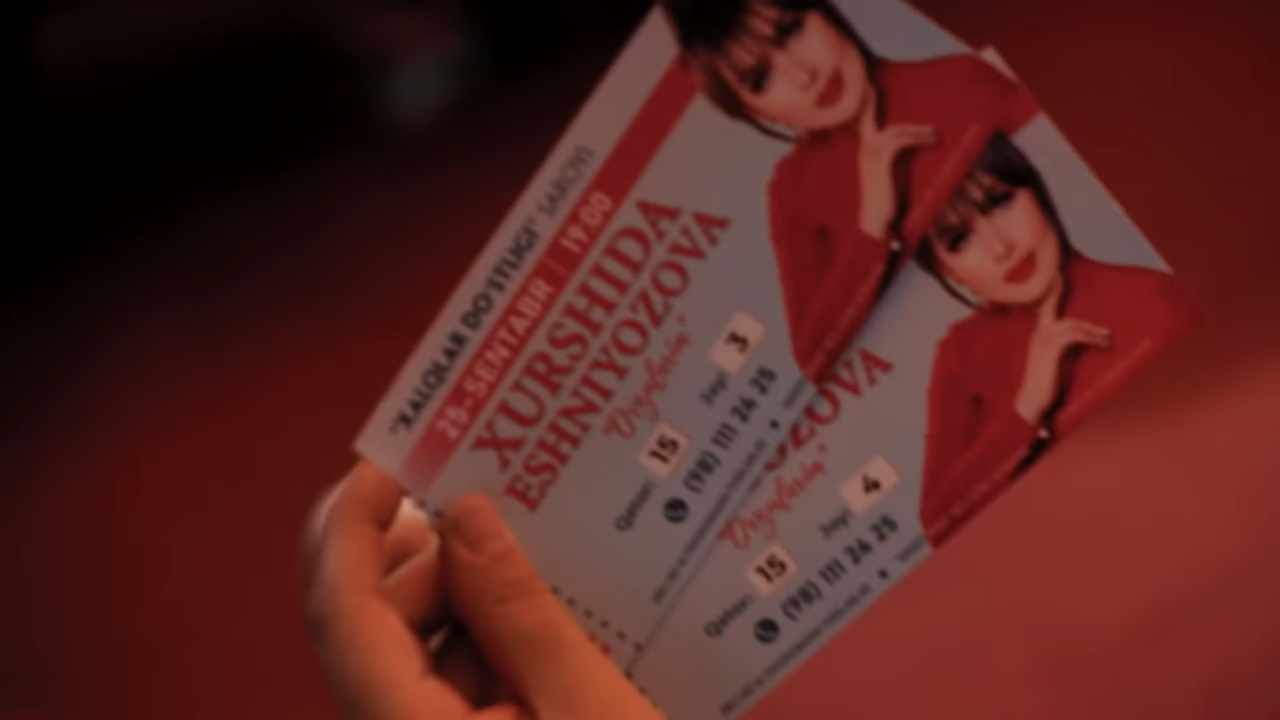 "XALQLAR DO'STLIGI" SAROYI
25-SENTABR | 19:00
XURSHIDA
ESHNIYOZOVA
Qator: 15 Joy: 3
(98) 111 24 25
OZOVA
Qator: 15 Joy: 4
(98) 111 24 25